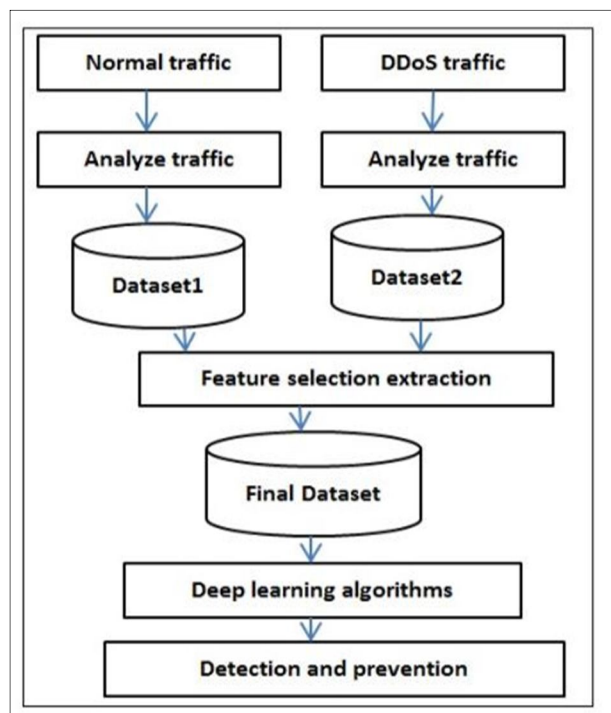 Normal traffic
DDoS traffic
Analyze traffic
Analyze traffic
Dataset1
Dataset2
Feature selection extraction
Final Dataset
Deep learning algorithms
Detection and prevention